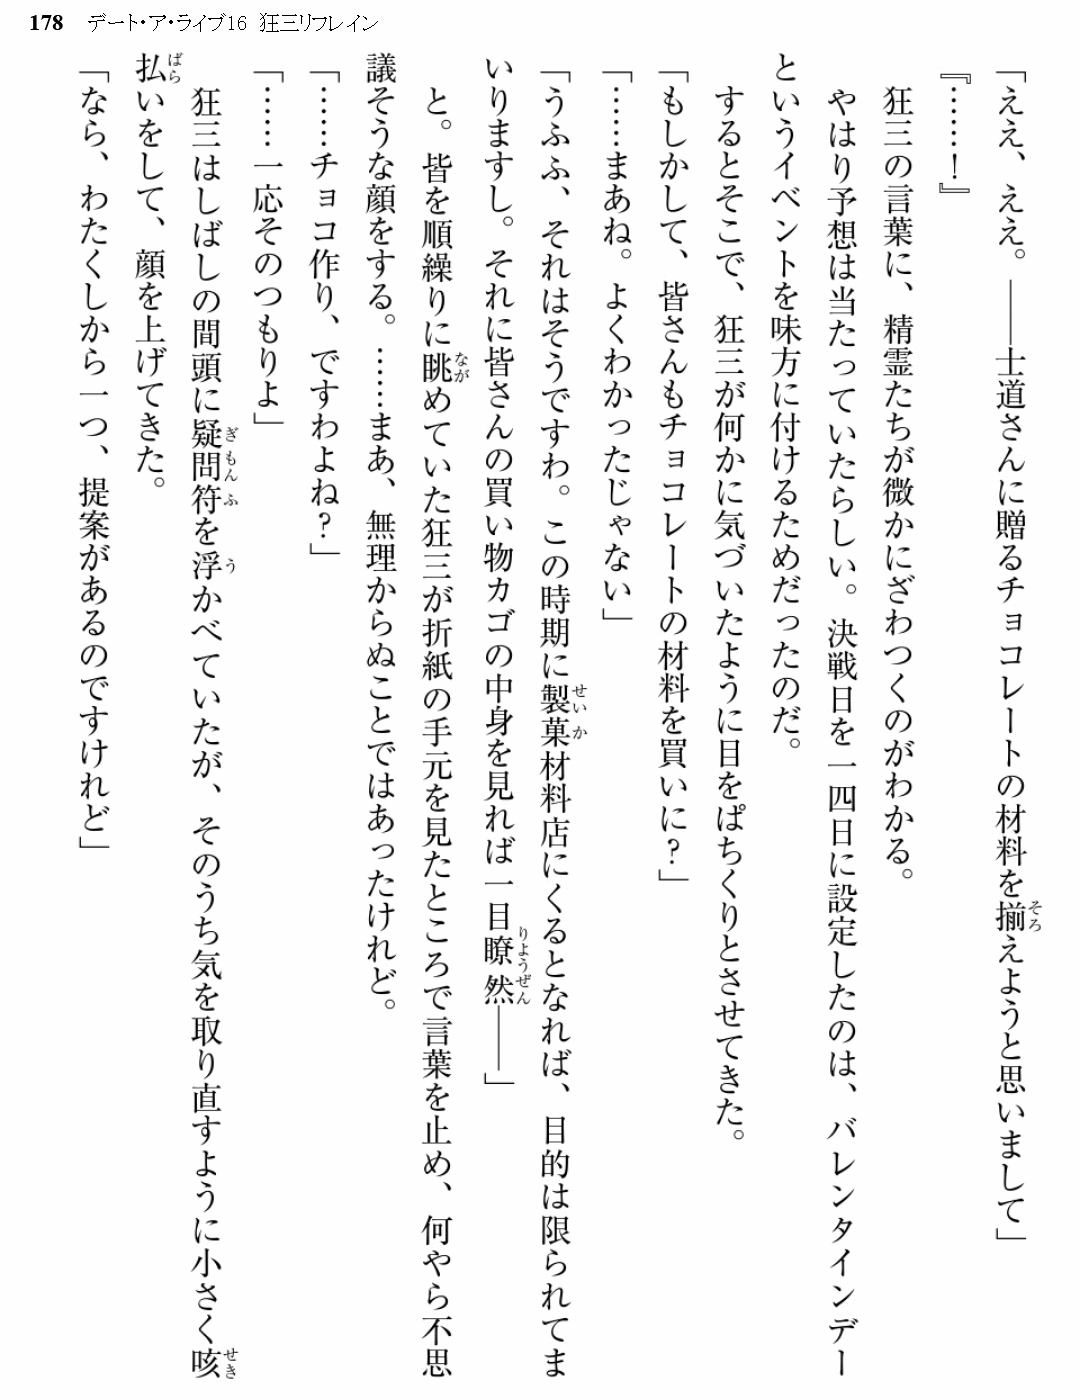 178 デート・ア・ライブ16 狂三リフレイン
「ええ、ええ。――士道さんに贈るチョコレートの材料を揃えようと思いまして」
『……！』
狂三の言葉に、精霊たちが微かにざわつくのがわかる。
やはり予想は当たっていたらしい。決戦日を一四日に設定したのは、バレンタインデー
というイベントを味方に付けるためだったのだ。
するとそこで、狂三が何かに気づいたように目をぱちくりとさせてきた。
「もしかして、皆さんもチョコレートの材料を買いに？」
「……まあね。よくわかったじゃない」
「うふふ、それはそうですわ。この時期に製菓材料店にくるとなれば、目的は限られてま
いりますし。それに皆さんの買い物カゴの中身を見れば一目瞭然――」
と。皆を順繰りに眺めていた狂三が折紙の手元を見たところで言葉を止め、何やら不思
議そうな顔をする。……まあ、無理からぬことではあったけれど。
「……チョコ作り、ですわよね？」
「……一応そのつもりよ」
狂三はしばしの間頭に疑問符を浮かべていたが、そのうち気を取り直すように小さく咳
払いをして、顔を上げてきた。
「なら、わたくしから一つ、提案があるのですけれど」